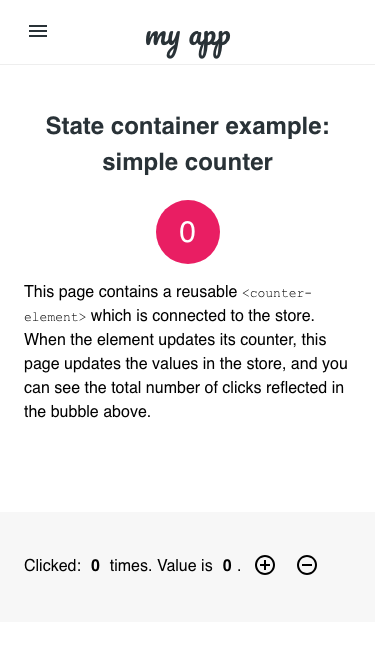 my app
State container example:
simple counter
0
This page contains a reusable <counter-
element> which is connected to the store.
When the element updates its counter, this
page updates the values in the store, and you
can see the total number of clicks reflected in
the bubble above.
Clicked: 0 times. Value is 0 .